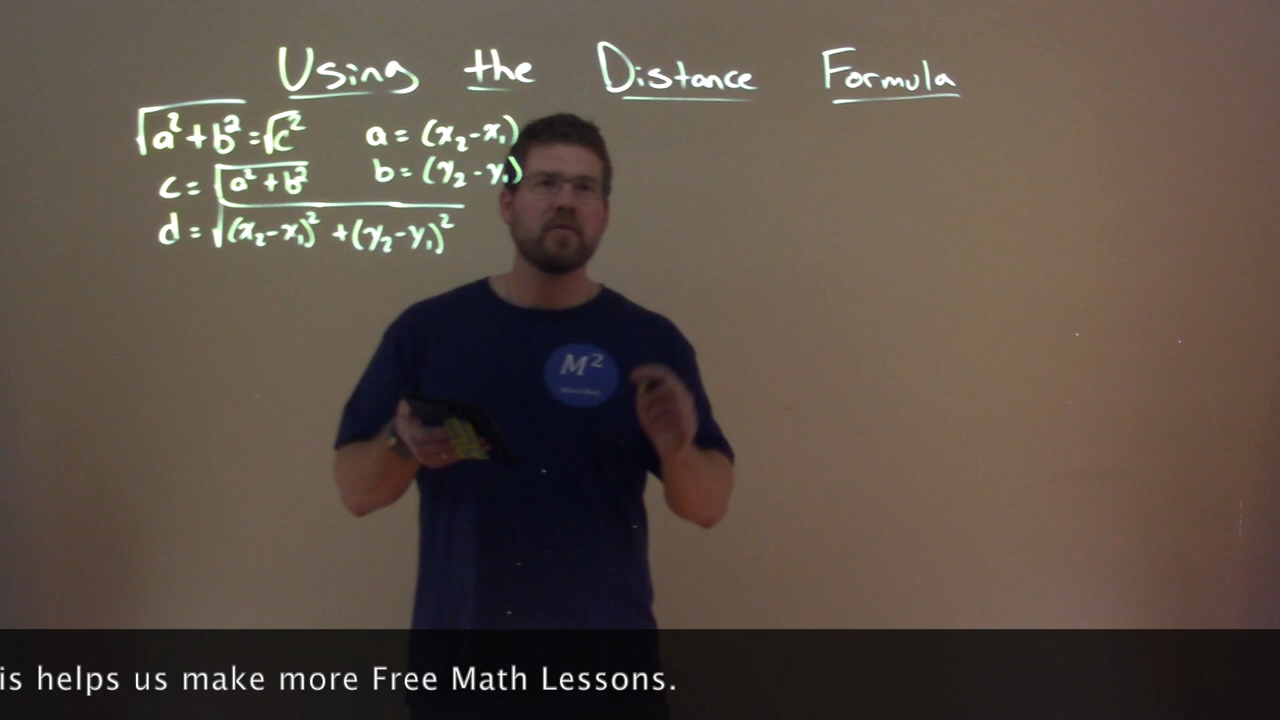 Using the Distance Formula
√a²+b² = √c²
a = (x₂-x₁)
c = √a²+b²
b = (y₂-y₁)
d = √(x₂-x₁)² + (y₂-y₁)²
M²
is helps us make more Free Math Lessons.